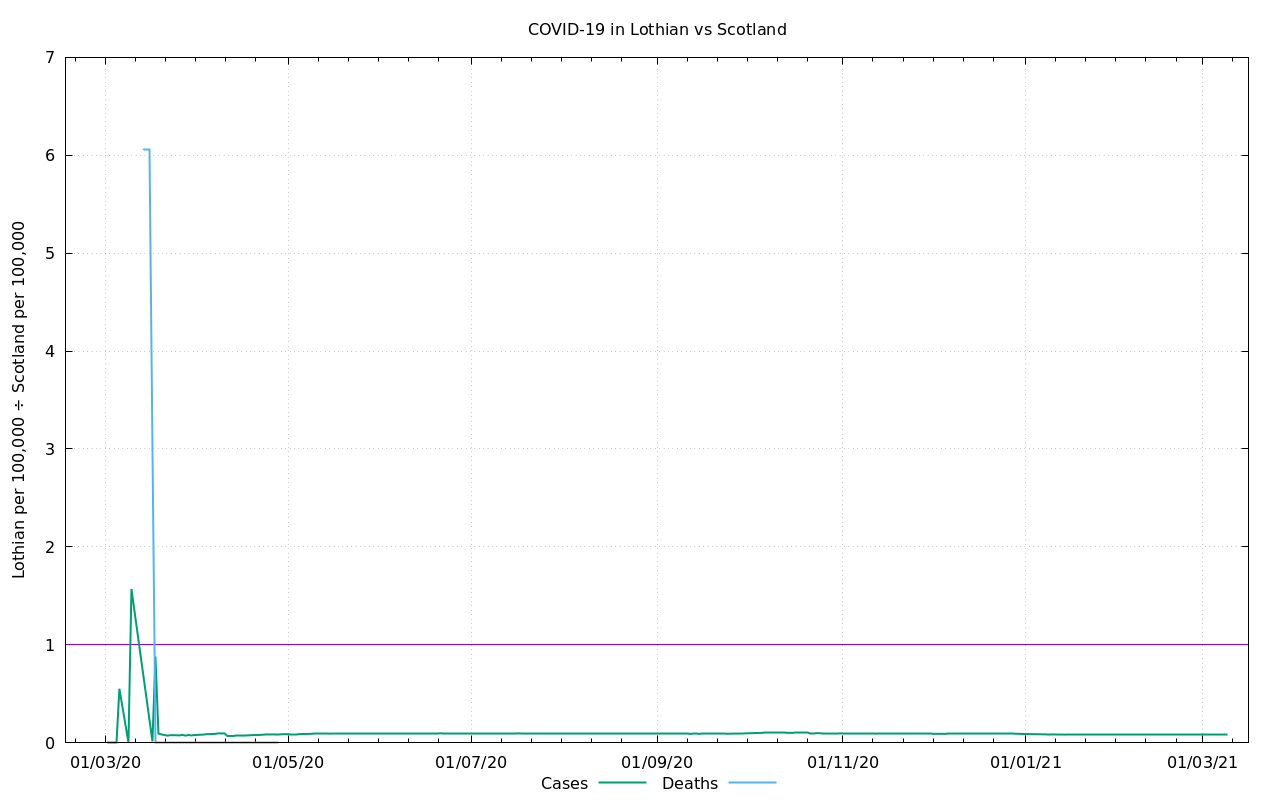 COVID-19 in Lothian vs Scotland
Lothian per 100,000 ÷ Scotland per 100,000
7
6
5
4
3
2
1
0
01/03/20 01/05/20 01/07/20 01/09/20 01/11/20 01/01/21 01/03/21
Cases Deaths